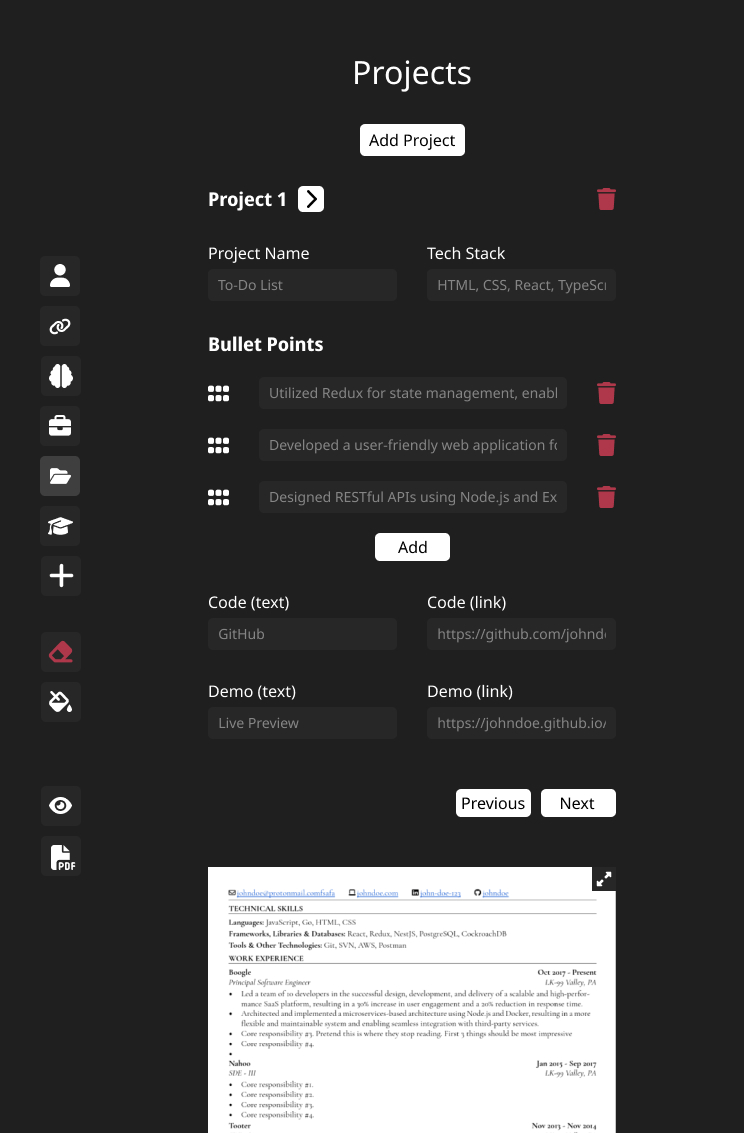 Projects
Add Project
Project 1
Project Name
Tech Stack
To-Do List
HTML, CSS, React, TypeScr
Bullet Points
Utilized Redux for state management, enabl
Developed a user-friendly web application fo
Designed RESTful APIs using Node.js and Ex
Add
Code (text)
Code (link)
GitHub
https://github.com/johndo
Demo (text)
Demo (link)
Live Preview
https://johndoe.github.io/
Previous
Next
PDF
johndoe@protonmail.comfsafa johndoe.com john-doe-123 johndoe
TECHNICAL SKILLS
Languages: JavaScript, Go, HTML, CSS
Frameworks, Libraries & Databases: React, Redux, NestJS, PostgreSQL, CockroachDB
Tools & Other Technologies: Git, SVN, AWS, Postman
WORK EXPERIENCE
Boogle Oct 2017 - Present
Principal Software Engineer LK-99 Valley, PA
• Led a team of 10 developers in the successful design, development, and delivery of a scalable and high-perfor-
mance SaaS platform, resulting in a 30% increase in user engagement and a 20% reduction in response time.
• Architected and implemented a microservices-based architecture using Node.js and Docker, resulting in a more
flexible and maintainable system and enabling seamless integration with third-party services.
• Core responsibility #3. Pretend this is where they stop reading. First 3 things should be most impressive
• Core responsibility #4.
•
Nahoo Jan 2015 - Sep 2017
SDE - III LK-99 Valley, PA
• Core responsibility #1.
• Core responsibility #2.
• Core responsibility #3.
• Core responsibility #4.
Tooter Nov 2013 - Nov 2014